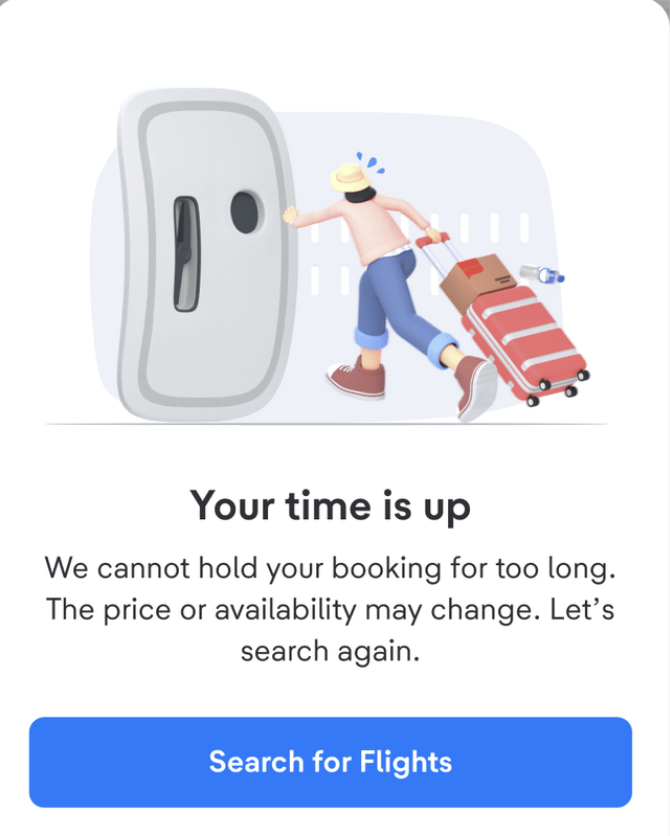 Your time is up
We cannot hold your booking for too long.
The price or availability may change. Let’s
search again.
Search for Flights